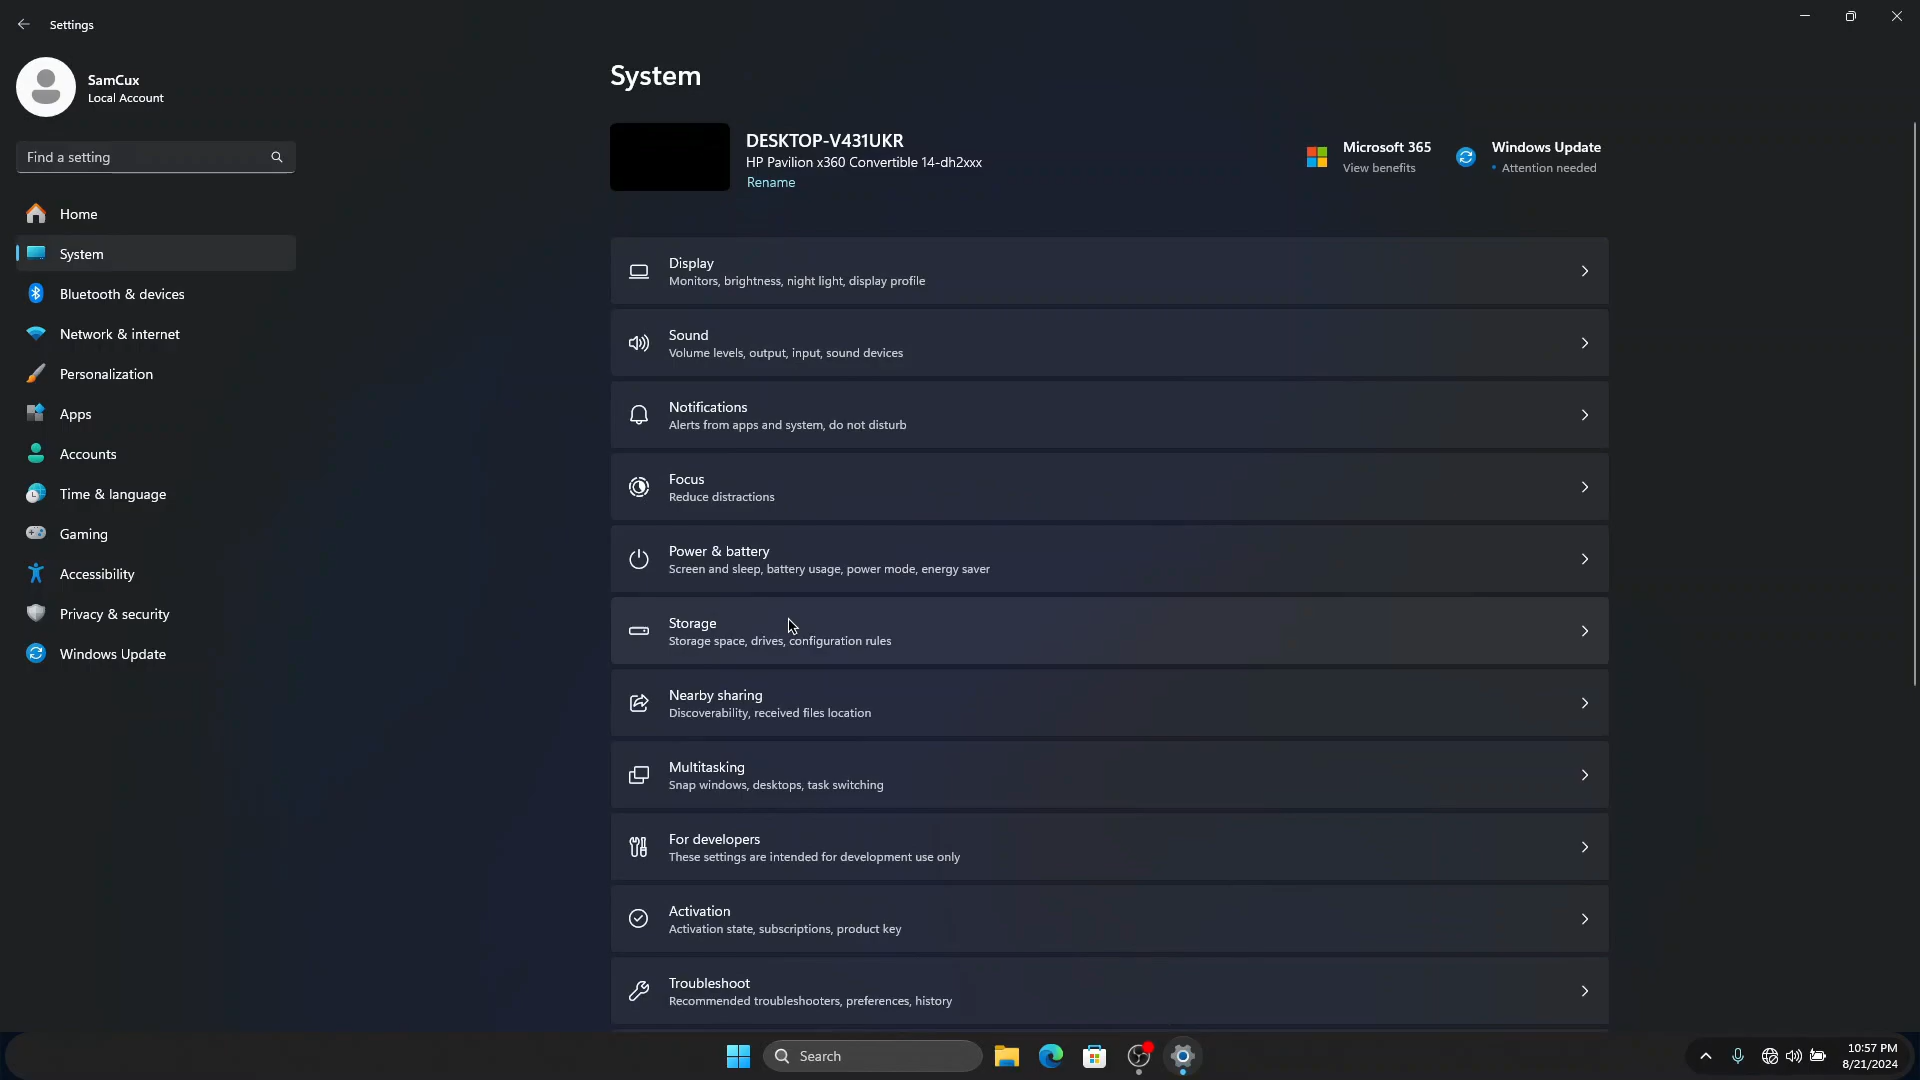 Settings
SamCux
Local Account
Find a setting
Home
System
Bluetooth & devices
Network & internet
Personalization
Apps
Accounts
Time & language
Gaming
Accessibility
Privacy & security
Windows Update
System
DESKTOP-V431UKR
HP Pavilion x360 Convertible 14-dh2xxx
Rename
Microsoft 365
View benefits
Windows Update
Attention needed
Display
Monitors, brightness, night light, display profile
Sound
Volume levels, output, input, sound devices
Notifications
Alerts from apps and system, do not disturb
Focus
Reduce distractions
Power & battery
Screen and sleep, battery usage, power mode, energy saver
Storage
Storage space, drives, configuration rules
Nearby sharing
Discoverability, received files location
Multitasking
Snap windows, desktops, task switching
For developers
These settings are intended for development use only
Activation
Activation state, subscriptions, product key
Troubleshoot
Recommended troubleshooters, preferences, history
Search
10:57 PM
8/21/2024